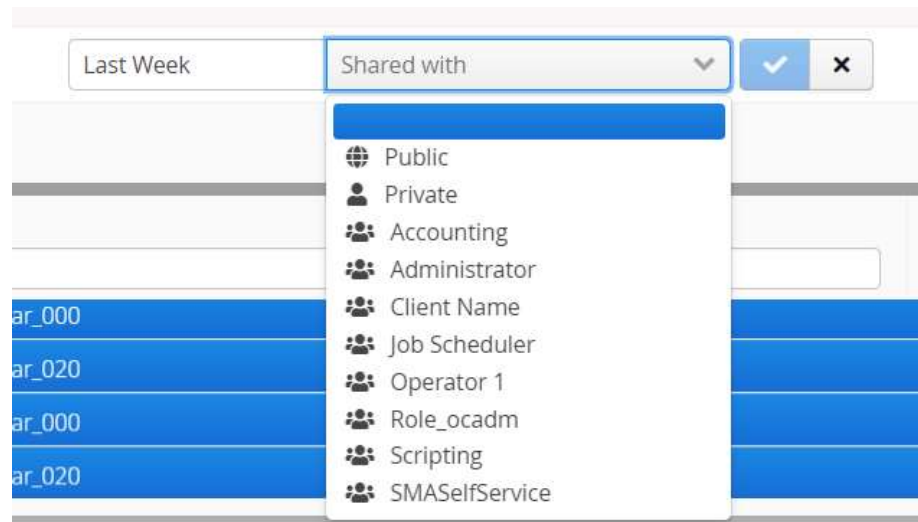 Last Week Shared with
Public
Private
Accounting
Administrator
Client Name
Job Scheduler
Operator 1
Role_ocadm
Scripting
SMASelfService
ar_000
ar_020
ar_000
ar_020